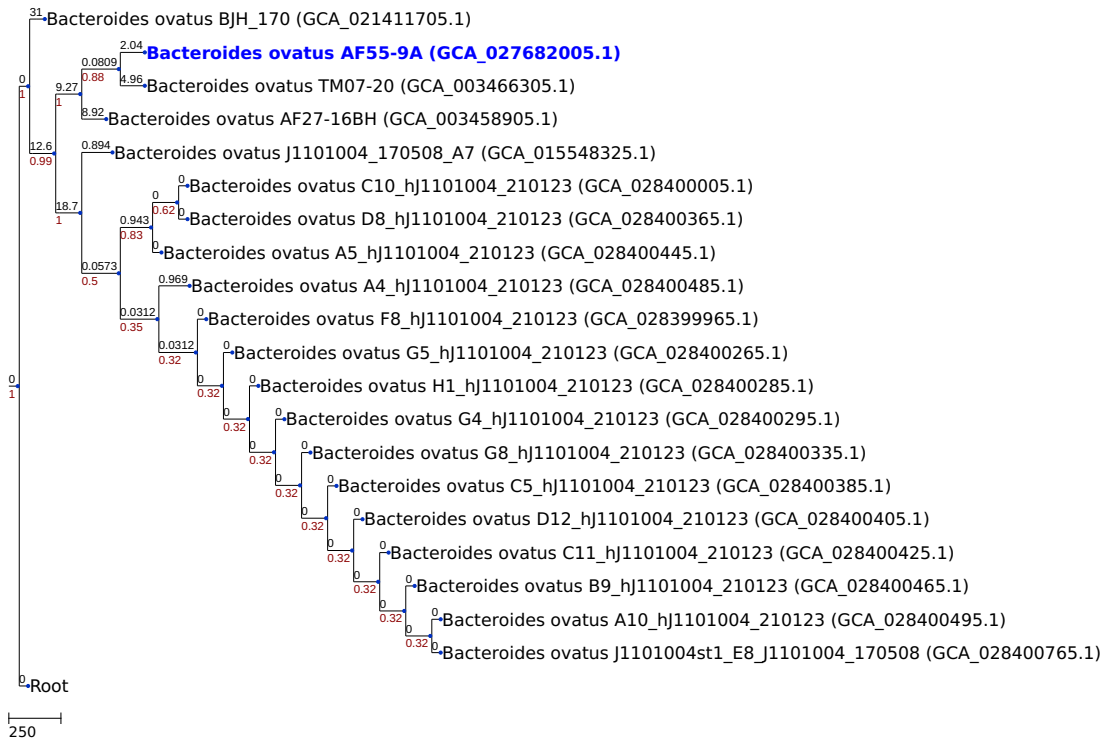 31 Bacteroides ovatus BJH_170 (GCA_021411705.1)
2.04 Bacteroides ovatus AF55-9A (GCA_027682005.1)
0.0809
0.88
4.96 Bacteroides ovatus TM07-20 (GCA_003466305.1)
0
1
9.27
1
8.92 Bacteroides ovatus AF27-16BH (GCA_003458905.1)
12.6
0.99
0.894 Bacteroides ovatus J1101004_170508_A7 (GCA_015548325.1)
0 Bacteroides ovatus C10_hJ1101004_210123 (GCA_028400005.1)
0
0.62
18.7
1
0 Bacteroides ovatus D8_hJ1101004_210123 (GCA_028400365.1)
0.943
0.83
0 Bacteroides ovatus A5_hJ1101004_210123 (GCA_028400445.1)
0.0573
0.5
0.969 Bacteroides ovatus A4_hJ1101004_210123 (GCA_028400485.1)
0.0312
0.35
0 Bacteroides ovatus F8_hJ1101004_210123 (GCA_028399965.1)
0.0312
0.32
0 Bacteroides ovatus G5_hJ1101004_210123 (GCA_028400265.1)
0
1
0
0.32
0 Bacteroides ovatus H1_hJ1101004_210123 (GCA_028400285.1)
0
0.32
0 Bacteroides ovatus G4_hJ1101004_210123 (GCA_028400295.1)
0
0.32
0 Bacteroides ovatus G8_hJ1101004_210123 (GCA_028400335.1)
0
0.32
0 Bacteroides ovatus C5_hJ1101004_210123 (GCA_028400385.1)
0
0.32
0 Bacteroides ovatus D12_hJ1101004_210123 (GCA_028400405.1)
0
0.32
0 Bacteroides ovatus C11_hJ1101004_210123 (GCA_028400425.1)
0
0.32
0 Bacteroides ovatus B9_hJ1101004_210123 (GCA_028400465.1)
0
0.32
0 Bacteroides ovatus A10_hJ1101004_210123 (GCA_028400495.1)
0
0.32
0 Bacteroides ovatus J1101004st1_E8_J1101004_170508 (GCA_028400765.1)
0 Root
250